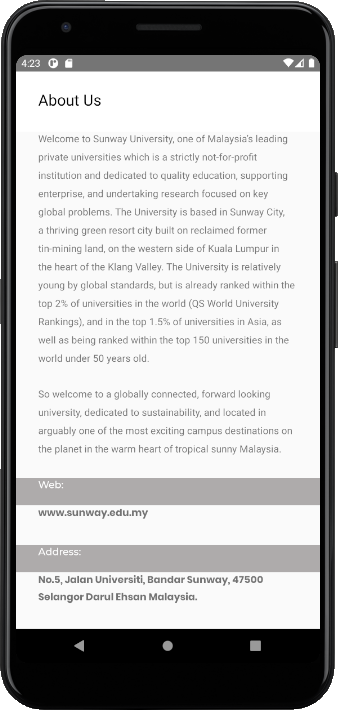 4:23
About Us
Welcome to Sunway University, one of Malaysia's leading
private universities which is a strictly not-for-profit
institution and dedicated to quality education, supporting
enterprise, and undertaking research focused on key
global problems. The University is based in Sunway City,
a thriving green resort city built on reclaimed former
tin-mining land, on the western side of Kuala Lumpur in
the heart of the Klang Valley. The University is relatively
young by global standards, but is already ranked within the
top 2% of universities in the world (QS World University
Rankings), and in the top 1.5% of universities in Asia, as
well as being ranked within the top 150 universities in the
world under 50 years old.
So welcome to a globally connected, forward looking
university, dedicated to sustainability, and located in
arguably one of the most exciting campus destinations on
the planet in the warm heart of tropical sunny Malaysia.
Web:
www.sunway.edu.my
Address:
No.5, Jalan Universiti, Bandar Sunway, 47500
Selangor Darul Ehsan Malaysia.